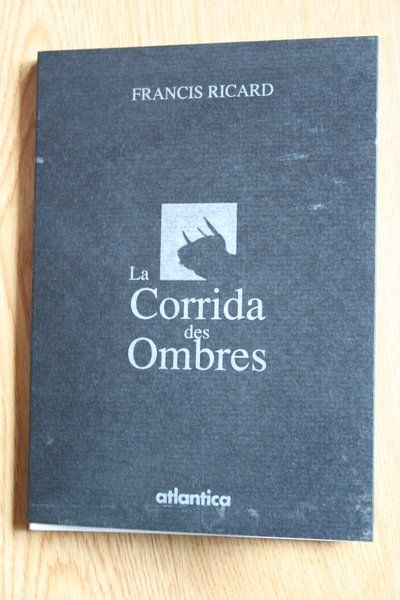 FRANCIS RICARD
La
Corrida
des
Ombres
atlantica